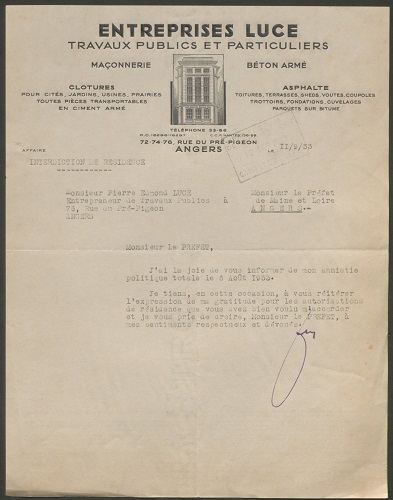 ENTREPRISES LUCE
TRAVAUX PUBLICS ET PARTICULIERS
MAÇONNERIE
BÉTON ARMÉ
CLOTURES
POUR CITÉS, JARDINS, USINES, PRAIRIES
TOUTES PIÈCES TRANSPORTABLES
EN CIMENT ARMÉ
ASPHALTE
TOITURES, TERRASSES, SHEDS, VOUTES, COUPOLES
TROTTOIRS, FONDATIONS, CUVELAGES
PARQUETS SUR BITUME
TÉLÉPHONE 33-94
72-74-76, RUE DU PRÉ-PIGEON
ANGERS
AFFAIRE
LE 11/9/33
INTERDICTION DE RESIDENCE
Monsieur Pierre Edmond LUCE
Entrepreneur de Travaux Publics à
76, Rue du Pré-Pigeon
ANGERS
Monsieur le Préfet
de Maine et Loire
ANGERS.-
Monsieur le PREFET,
J'ai la joie de vous informer de mon amnistie
politique totale le 6 Août 1933.
Je tiens, en cette occasion, à vous réitérer
l'expression de ma gratitude pour les autorisations
de résidence que vous avez bien voulu m'accorder
et je vous prie de croire, Monsieur le PREFET, à
mes sentiments respectueux et dévoués.